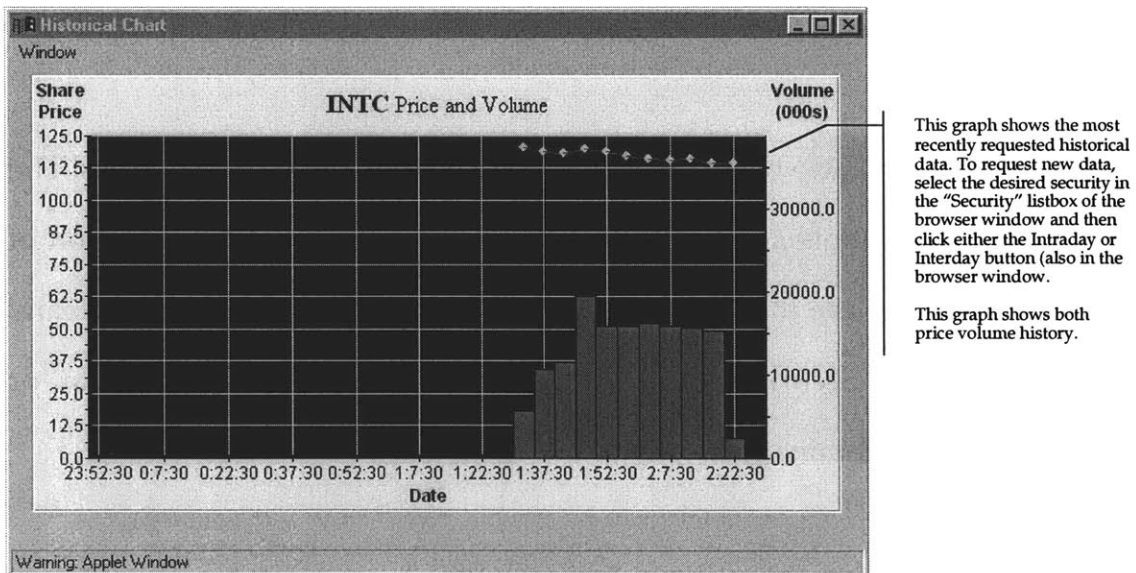 Historical Chart
Window
Share
Price
INTC Price and Volume
Volume
(000s)
125.0
112.5
100.0
87.5
75.0
62.5
50.0
37.5
25.0
12.5
0.0
30000.0
20000.0
10000.0
0.0
23:52:30 0:7:30 0:22:30 0:37:30 0:52:30 1:7:30 1:22:30 1:37:30 1:52:30 2:7:30 2:22:30
Date
Warning: Applet Window
This graph shows the most
recently requested historical
data. To request new data,
select the desired security in
the “Security” listbox of the
browser window and then
click either the Intraday or
Interday button (also in the
browser window.
This graph shows both
price volume history.